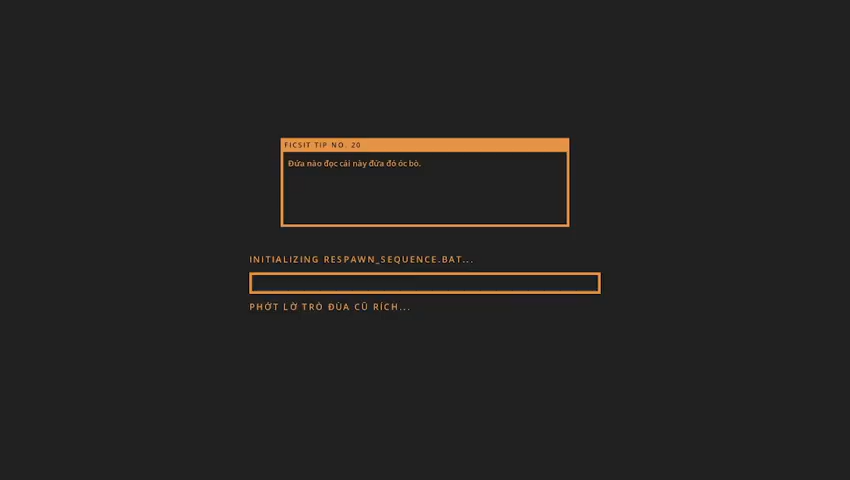 FICSIT TIP NO. 20
Đứa nào đọc cái này đứa đó óc bò.
INITIALIZING RESPAWN_SEQUENCE.BAT...
PHỚT LỜ TRÒ ĐÙA CŨ RÍCH...